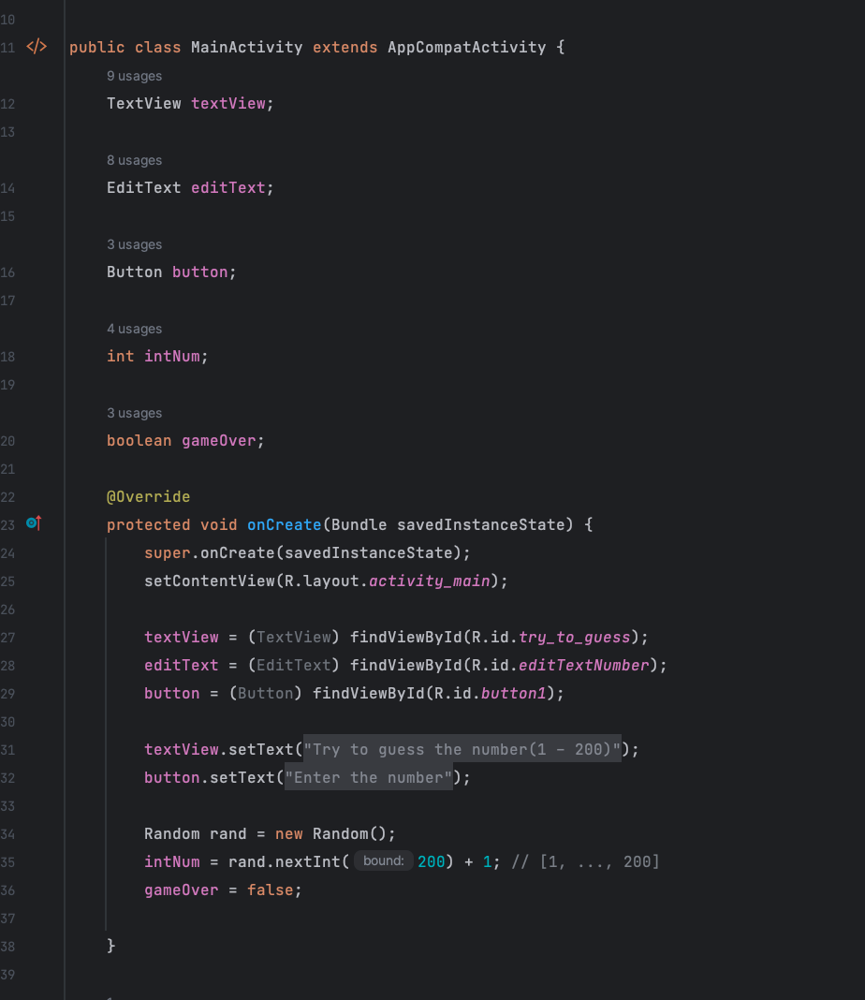 10
11 </> public class MainActivity extends AppCompatActivity {
9 usages
12 TextView textView;
13
8 usages
14 EditText editText;
15
3 usages
16 Button button;
17
4 usages
18 int intNum;
19
3 usages
20 boolean gameOver;
21
22 @Override
23 protected void onCreate(Bundle savedInstanceState) {
24 super.onCreate(savedInstanceState);
25 setContentView(R.layout.activity_main);
26
27 textView = (TextView) findViewById(R.id.try_to_guess);
28 editText = (EditText) findViewById(R.id.editTextNumber);
29 button = (Button) findViewById(R.id.button1);
30
31 textView.setText("Try to guess the number(1 - 200)");
32 button.setText("Enter the number");
33
34 Random rand = new Random();
35 intNum = rand.nextInt( bound: 200) + 1; // [1, ..., 200]
36 gameOver = false;
37
38 }
39